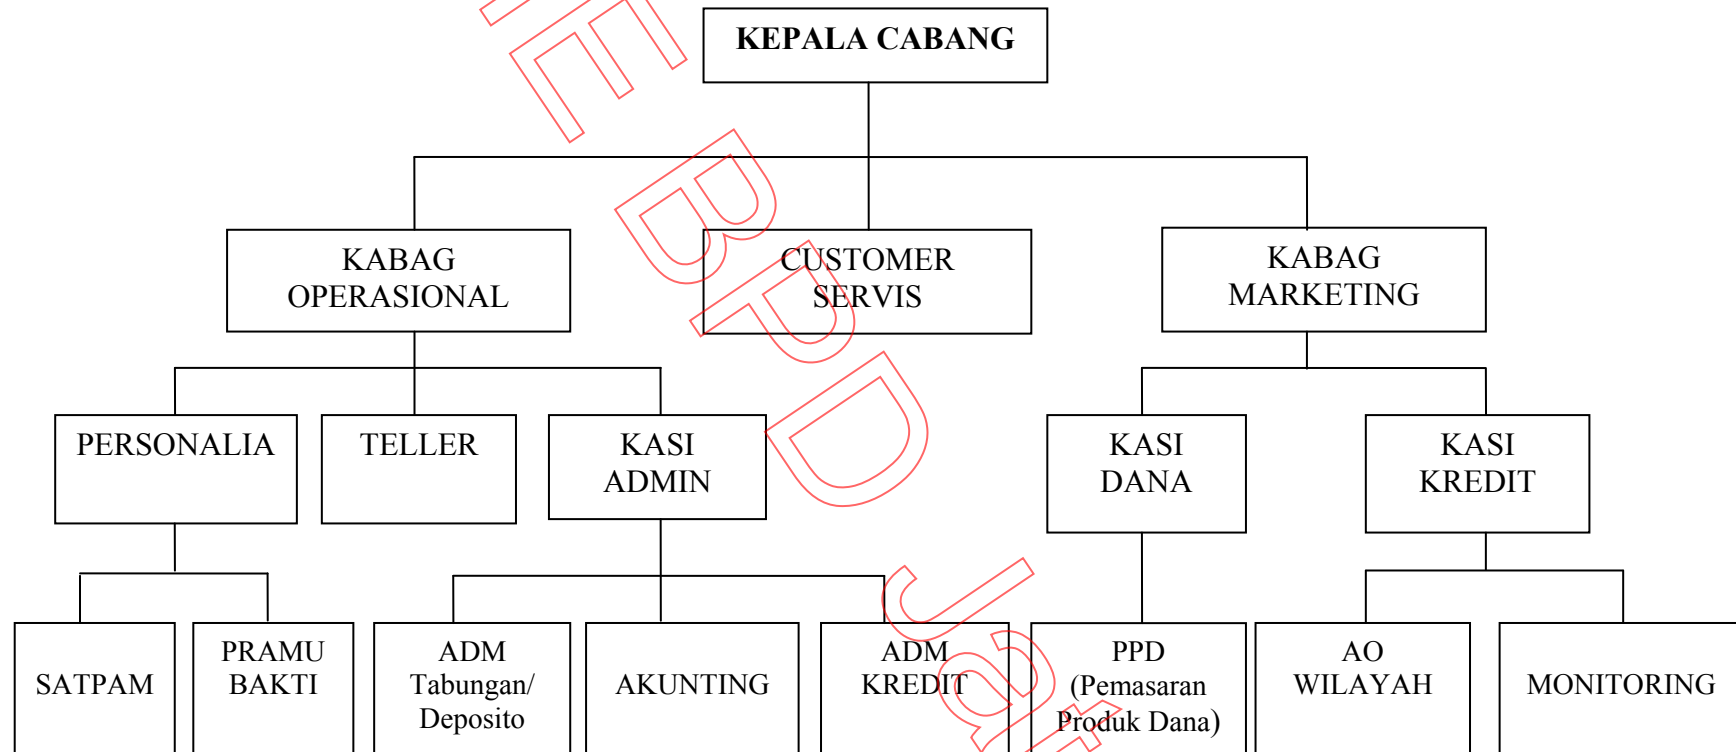 KEPALA CABANG
KABAG
OPERASIONAL
CUSTOMER
SERVIS
KABAG
MARKETING
PERSONALIA
TELLER
KASI
ADMIN
KASI
DANA
KASI
KREDIT
SATPAM
PRAMU
BAKTI
ADM
Tabungan/
Deposito
AKUNTING
ADM
KREDIT
PPD
(Pemasaran
Produk Dana)
AO
WILAYAH
MONITORING
BPD